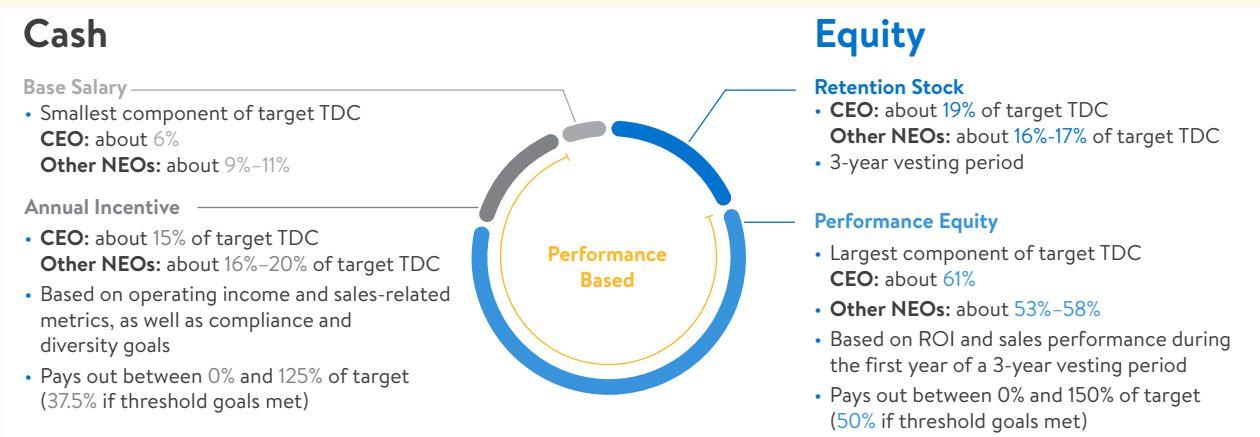 Cash
Base Salary
• Smallest component of target TDC
CEO: about 6%
Other NEOs: about 9%–11%
Annual Incentive
• CEO: about 15% of target TDC
Other NEOs: about 16%–20% of target TDC
• Based on operating income and sales-related
metrics, as well as compliance and
diversity goals
• Pays out between 0% and 125% of target
(37.5% if threshold goals met)
Performance
Based
Equity
Retention Stock
• CEO: about 19% of target TDC
Other NEOs: about 16%-17% of target TDC
• 3-year vesting period
Performance Equity
• Largest component of target TDC
CEO: about 61%
• Other NEOs: about 53%–58%
• Based on ROI and sales performance during
the first year of a 3-year vesting period
• Pays out between 0% and 150% of target
(50% if threshold goals met)